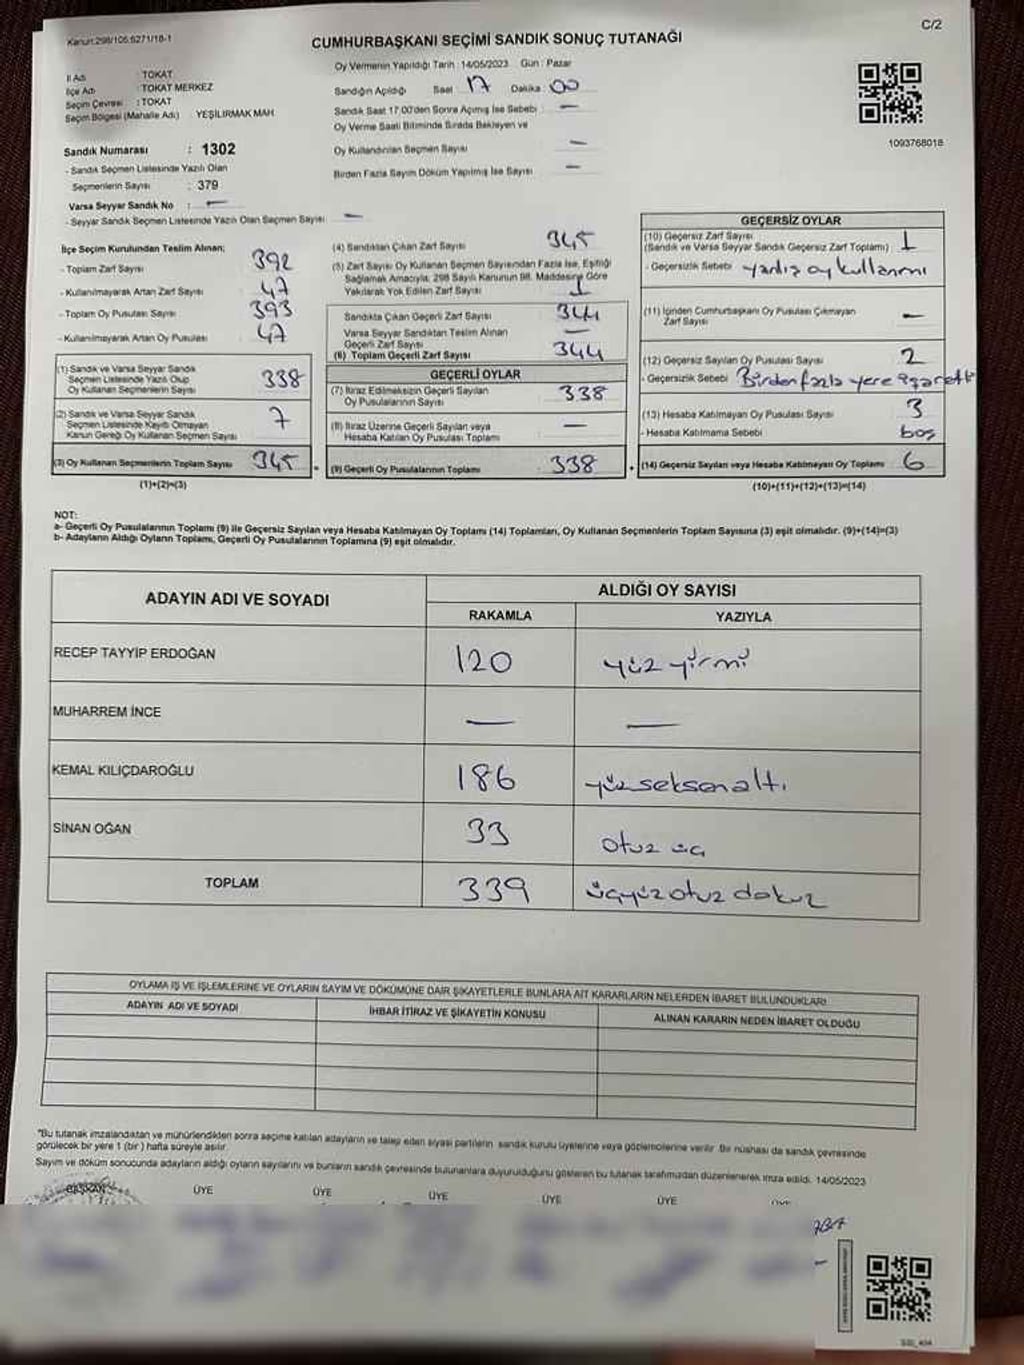 C/2
Kanun:298/105;6271/18-1
CUMHURBAŞKANI SEÇİMİ SANDIK SONUÇ TUTANAĞI
İl Adı : TOKAT
İlçe Adı : TOKAT MERKEZ
Seçim Çevresi : TOKAT
Seçim Bölgesi (Mahalle Adı) : YEŞİLIRMAK MAH
Sandık Numarası : 1302
- Sandık Seçmen Listesinde Yazılı Olan
Seçmenlerin Sayısı : 379
Varsa Seyyar Sandık No : —
- Seyyar Sandık Seçmen Listesinde Yazılı Olan Seçmen Sayısı —
Oy Vermenin Yapıldığı Tarih : 14/05/2023 Gün : Pazar
Sandığın Açıldığı Saat : 17 Dakika : 00
Sandık Saat 17.00'den Sonra Açılmış İse Sebebi : —
Oy Verme Saati Bitiminde Sırada Bekleyen ve
Oy Kullandırılan Seçmen Sayısı —
Birden Fazla Sayım Döküm Yapılmış İse Sayısı —
1093768018
İlçe Seçim Kurulundan Teslim Alınan;
- Toplam Zarf Sayısı 392
- Kullanılmayarak Artan Zarf Sayısı 47
- Toplam Oy Pusulası Sayısı 393
- Kullanılmayarak Artan Oy Pusulası 47
(1) Sandık ve Varsa Seyyar Sandık
Seçmen Listesinde Yazılı Olup
Oy Kullanan Seçmenlerin Sayısı 338
(2) Sandık ve Varsa Seyyar Sandık
Seçmen Listesinde Kayıtlı Olmayan
Kanun Gereği Oy Kullanan Seçmen Sayısı 7
(3) Oy Kullanan Seçmenlerin Toplam Sayısı 345
(1)+(2)=(3)
(4) Sandıktan Çıkan Zarf Sayısı 345
(5) Zarf Sayısı Oy Kullanan Seçmen Sayısından Fazla İse, Eşitliği
Sağlamak Amacıyla; 298 Sayılı Kanunun 98. Maddesine Göre
Yakılarak Yok Edilen Zarf Sayısı 1
Sandıkta Çıkan Geçerli Zarf Sayısı 344
Varsa Seyyar Sandıktan Teslim Alınan
Geçerli Zarf Sayısı —
(6) Toplam Geçerli Zarf Sayısı 344
GEÇERLİ OYLAR
(7) İtiraz Edilmeksizin Geçerli Sayılan
Oy Pusulalarının Sayısı 338
(8) İtiraz Üzerine Geçerli Sayılan veya
Hesaba Katılan Oy Pusulası Toplamı —
(9) Geçerli Oy Pusulalarının Toplamı 338
GEÇERSİZ OYLAR
(10) Geçersiz Zarf Sayısı
(Sandık ve Varsa Seyyar Sandık Geçersiz Zarf Toplamı) 1
- Geçersizlik Sebebi yanlış oy kullanımı
(11) İçinden Cumhurbaşkanı Oy Pusulası Çıkmayan
Zarf Sayısı —
(12) Geçersiz Sayılan Oy Pusulası Sayısı 2
- Geçersizlik Sebebi Birden fazla yere işaret
(13) Hesaba Katılmayan Oy Pusulası Sayısı 3
- Hesaba Katılmama Sebebi boş
(14) Geçersiz Sayılan veya Hesaba Katılmayan Oy Toplamı 6
(10)+(11)+(12)+(13)=(14)
NOT:
a- Geçerli Oy Pusulalarının Toplamı (9) ile Geçersiz Sayılan veya Hesaba Katılmayan Oy Toplamı (14) Toplamları, Oy Kullanan Seçmenlerin Toplam Sayısına (3) eşit olmalıdır. (9)+(14)=(3)
b- Adayların Aldığı Oyların Toplamı, Geçerli Oy Pusulalarının Toplamına (9) eşit olmalıdır.
ADAYIN ADI VE SOYADI
ALDIĞI OY SAYISI
RAKAMLA YAZIYLA
RECEP TAYYİP ERDOĞAN 120 yüz yirmi
MUHARREM İNCE — —
KEMAL KILIÇDAROĞLU 186 yüzseksenaltı
SİNAN OĞAN 33 otuz üç
TOPLAM 339 üçyüzotuz dokuz
OYLAMA İŞ VE İŞLEMLERİNE VE OYLARIN SAYIM VE DÖKÜMÜNE DAİR ŞİKAYETLERLE BUNLARA AİT KARARLARIN NELERDEN İBARET BULUNDUKLARI
ADAYIN ADI VE SOYADI İHBAR İTİRAZ VE ŞİKAYETİN KONUSU ALINAN KARARIN NEDEN İBARET OLDUĞU
"Bu tutanak imzalandıktan ve mühürlendikten sonra seçime katılan adayların ve talep eden siyasi partilerin sandık kurulu üyelerine veya gözlemcilerine verilir. Bir nüshası da sandık çevresinde
görülecek bir yere 1 (bir) hafta süreyle asılır.
Sayım ve döküm sonucunda adayların aldığı oyların sayılarını ve bunların sandık çevresinde bulunanlara duyurulduğunu gösteren bu tutanak tarafımızdan düzenlenerek imza edildi. 14/05/2023
BAŞKAN ÜYE ÜYE ÜYE ÜYE ÜYE